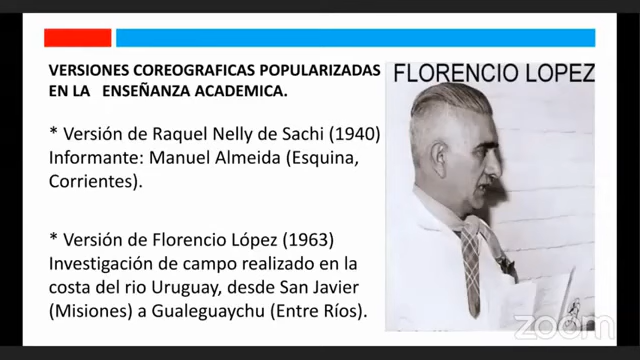 VERSIONES COREOGRAFICAS POPULARIZADAS
EN LA ENSEÑANZA ACADEMICA.
* Versión de Raquel Nelly de Sachi (1940)
Informante: Manuel Almeida (Esquina,
Corrientes).
* Versión de Florencio López (1963)
Investigación de campo realizado en la
costa del rio Uruguay, desde San Javier
(Misiones) a Gualeguaychu (Entre Ríos).
FLORENCIO LOPEZ
zoom